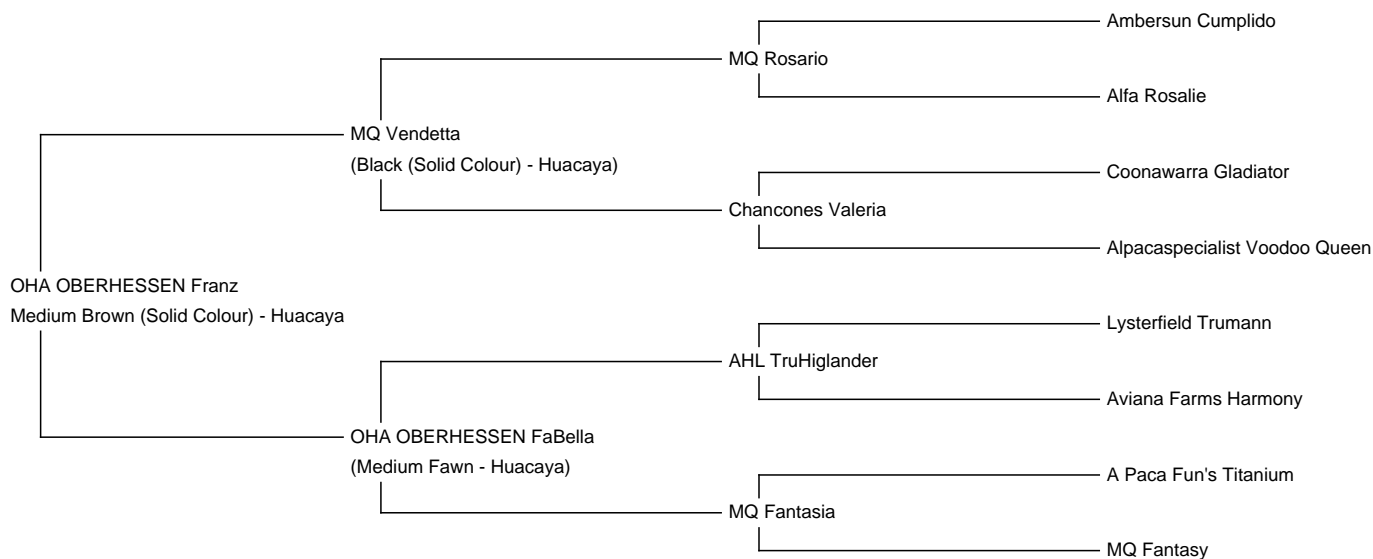 Ambersun Cumplido
MQ Rosario
Alfa Rosalie
MQ Vendetta
(Black (Solid Colour) - Huacaya)
Coonawarra Gladiator
Chancones Valeria
Alpacaspecialist Voodoo Queen
OHA OBERHESSEN Franz
Medium Brown (Solid Colour) - Huacaya
Lysterfield Trumann
AHL TruHiglander
Aviana Farms Harmony
OHA OBERHESSEN FaBella
(Medium Fawn - Huacaya)
A Paca Fun's Titanium
MQ Fantasia
MQ Fantasy